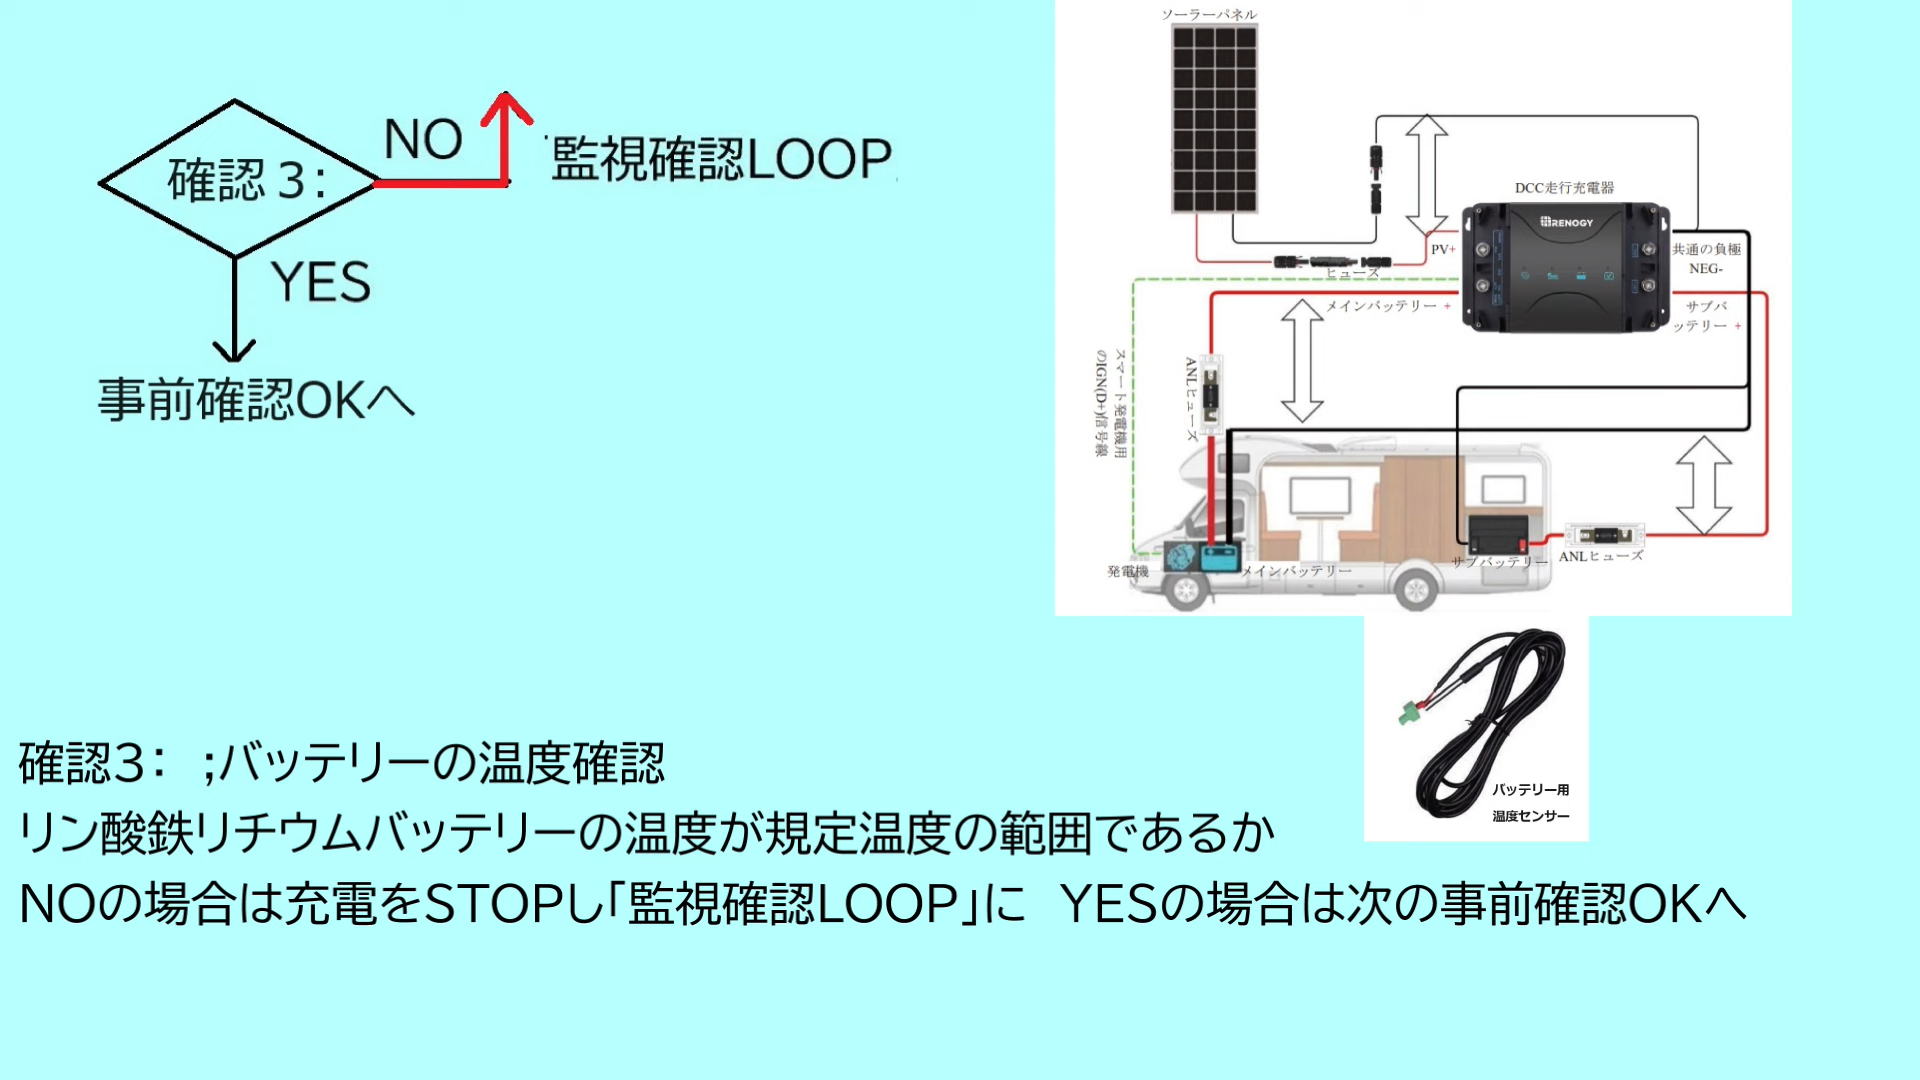 確認３：
NO
監視確認LOOP
YES
事前確認OKへ
ソーラーパネル
DCC走行充電器
RENOGY
PV+
ヒューズ
共通の負極
NEG-
メインバッテリー +
サブバ
ッテリー +
スマート発電機用
のIGN(D+)信号線
ANLヒューズ
発電機
メインバッテリー
サブバッテリー
ANLヒューズ
バッテリー用
温度センサー
確認3：　;バッテリーの温度確認
リン酸鉄リチウムバッテリーの温度が規定温度の範囲であるか
NOの場合は充電をSTOPし｢監視確認LOOP｣に　YESの場合は次の事前確認OKへ